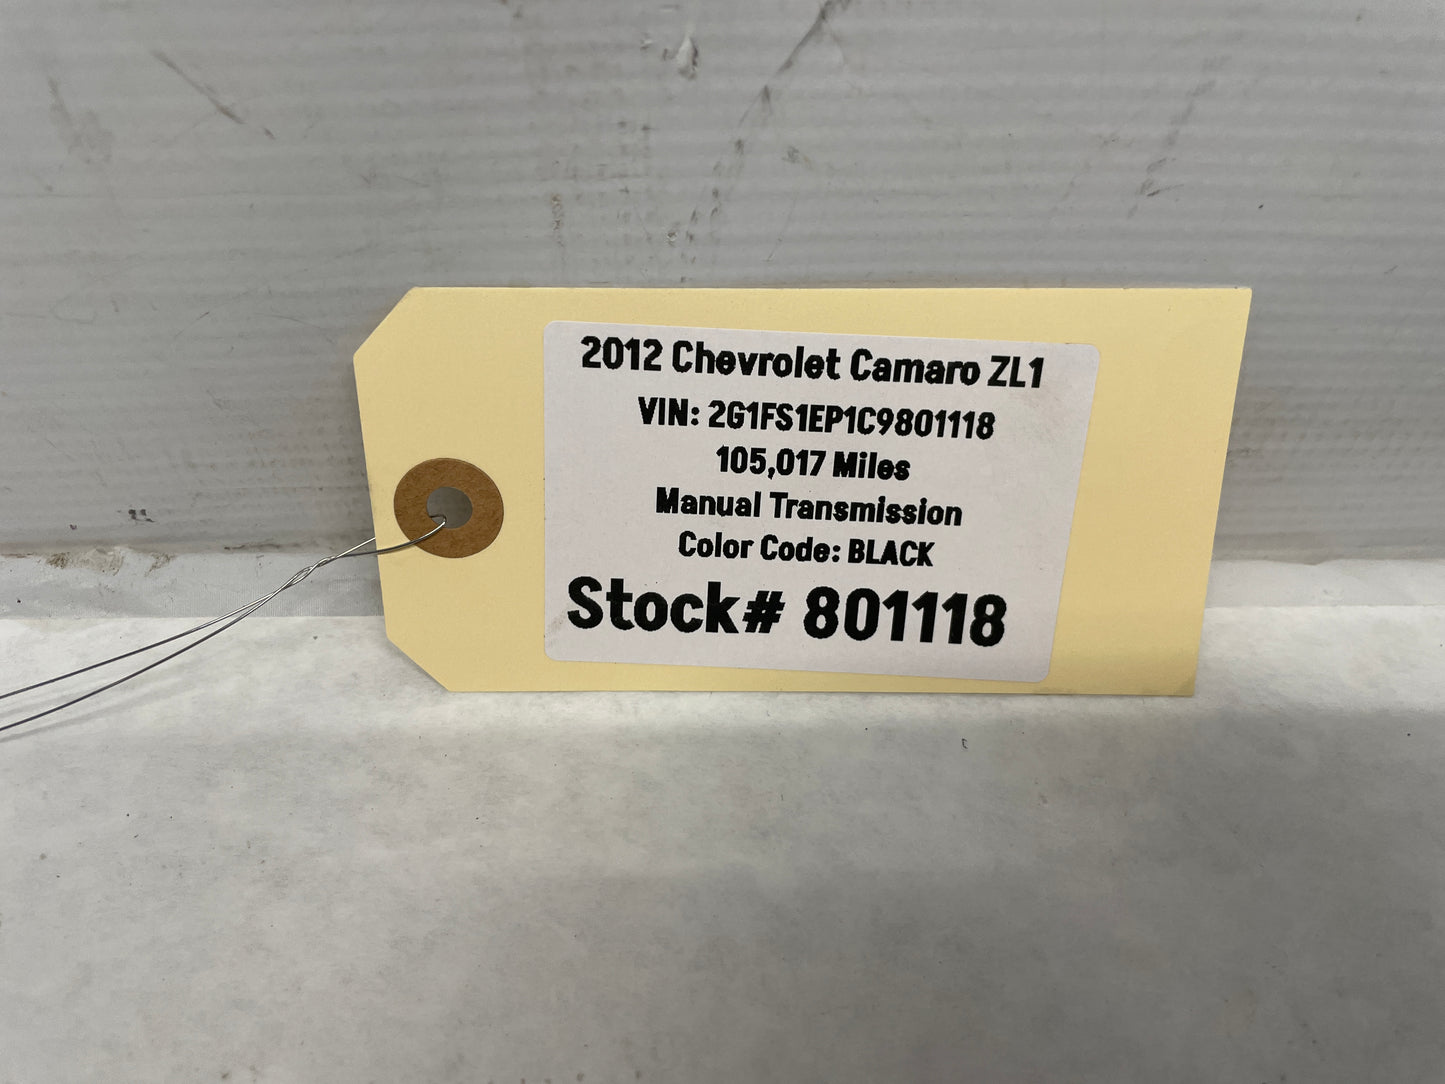 2012 Chevrolet Camaro ZL1
VIN: 2G1FS1EP1C9801118
105,017 Miles
Manual Transmission
Color Code: BLACK
Stock# 801118